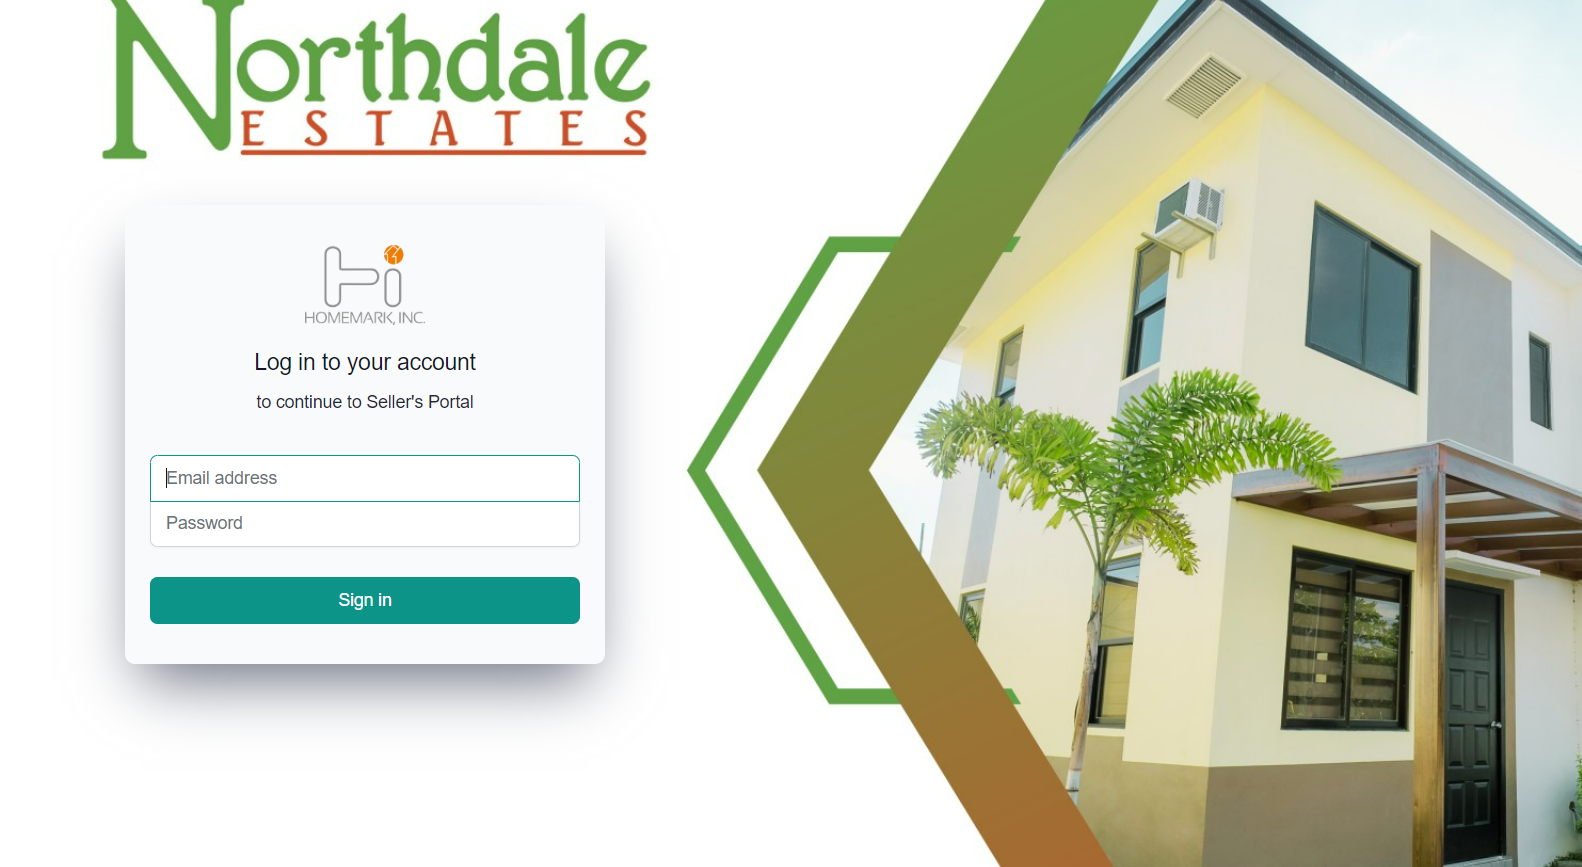 Northdale
ESTATES
HOMEMARK, INC.
Log in to your account
to continue to Seller's Portal
Email address
Password
Sign in